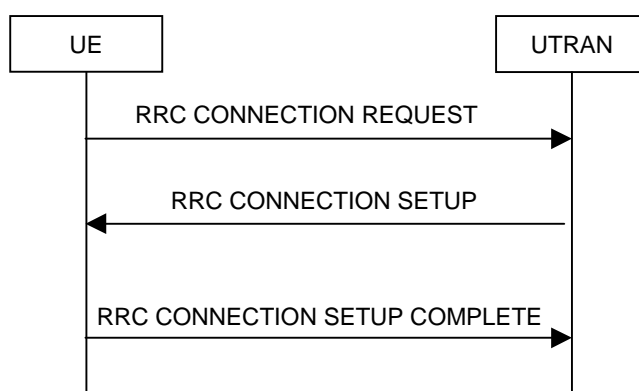 UE
UTRAN
RRC CONNECTION REQUEST
RRC CONNECTION SETUP
RRC CONNECTION SETUP COMPLETE